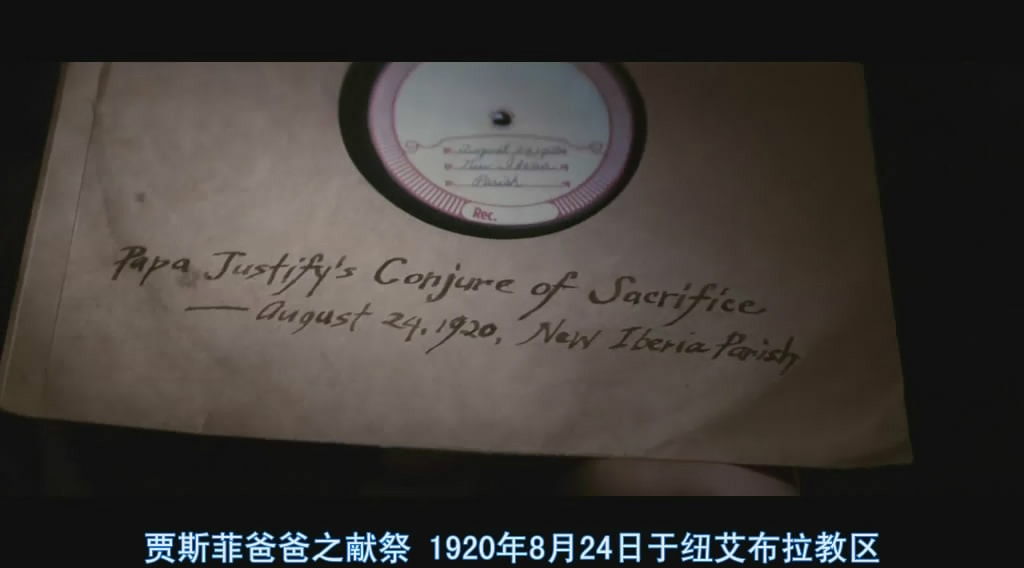 Parish
Rec.
Papa Justify's Conjure of Sacrifice
— August 24, 1920, New Iberia Parish
贾斯菲爸爸之献祭 1920年8月24日于纽艾布拉教区